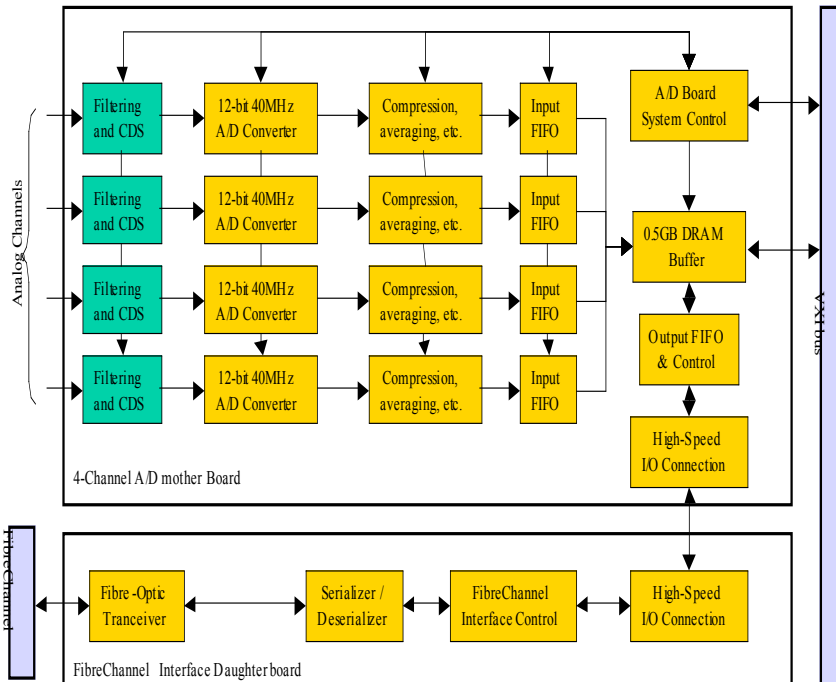 Filtering
and CDS
12-bit 40MHz
A/D Converter
Compression,
averaging, etc.
Input
FIFO
A/D Board
System Control
Filtering
and CDS
12-bit 40MHz
A/D Converter
Compression,
averaging, etc.
Input
FIFO
0.5GB DRAM
Buffer
Filtering
and CDS
12-bit 40MHz
A/D Converter
Compression,
averaging, etc.
Input
FIFO
Output FIFO
& Control
Filtering
and CDS
12-bit 40MHz
A/D Converter
Compression,
averaging, etc.
Input
FIFO
High-Speed
I/O Connection
Analog Channels
VXI bus
4-Channel A/D mother Board
FibreChannel
Fibre-Optic
Tranceiver
Serializer /
Deserializer
FibreChannel
Interface Control
High-Speed
I/O Connection
FibreChannel Interface Daughterboard